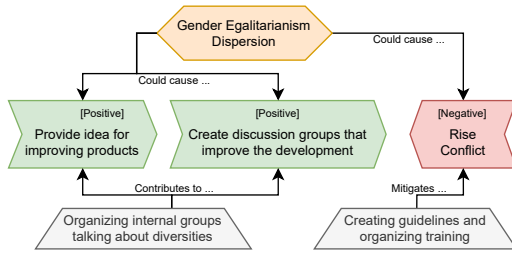 Gender Egalitarianism
Dispersion
Could cause ...
Could cause ...
[Positive]
Provide idea for
improving products
[Positive]
Create discussion groups that
improve the development
[Negative]
Rise
Conflict
Contributes to ...
Mitigates ...
Organizing internal groups
talking about diversities
Creating guidelines and
organizing training